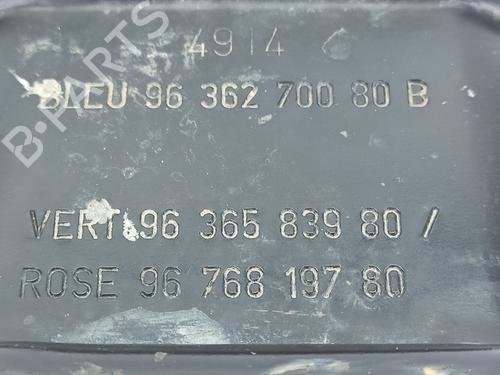 4914
BLEU 96 362 700 80 B
VERT 96 365 839 80 /
ROSE 96 768 197 80
B-PARTS